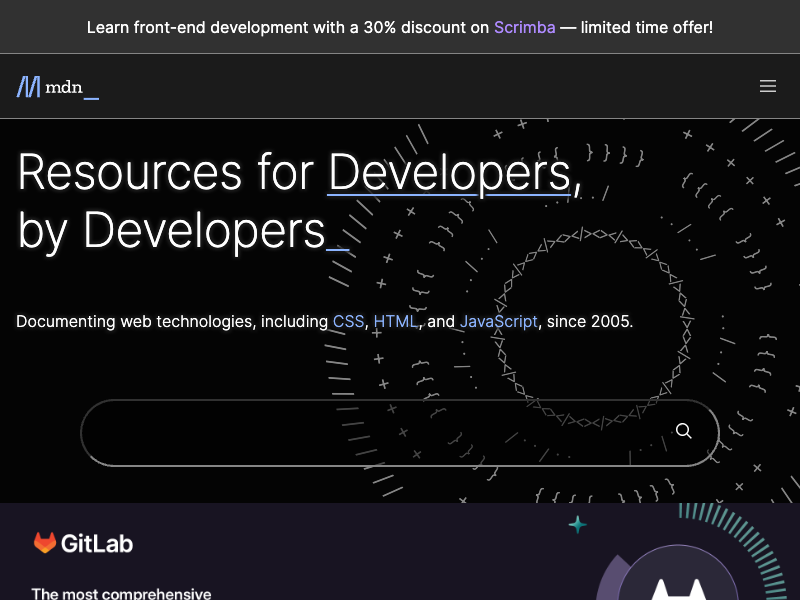 Learn front-end development with a 30% discount on Scrimba — limited time offer!
mdn_
Resources for Developers,
by Developers_
Documenting web technologies, including CSS, HTML, and JavaScript, since 2005.
GitLab
The most comprehensive